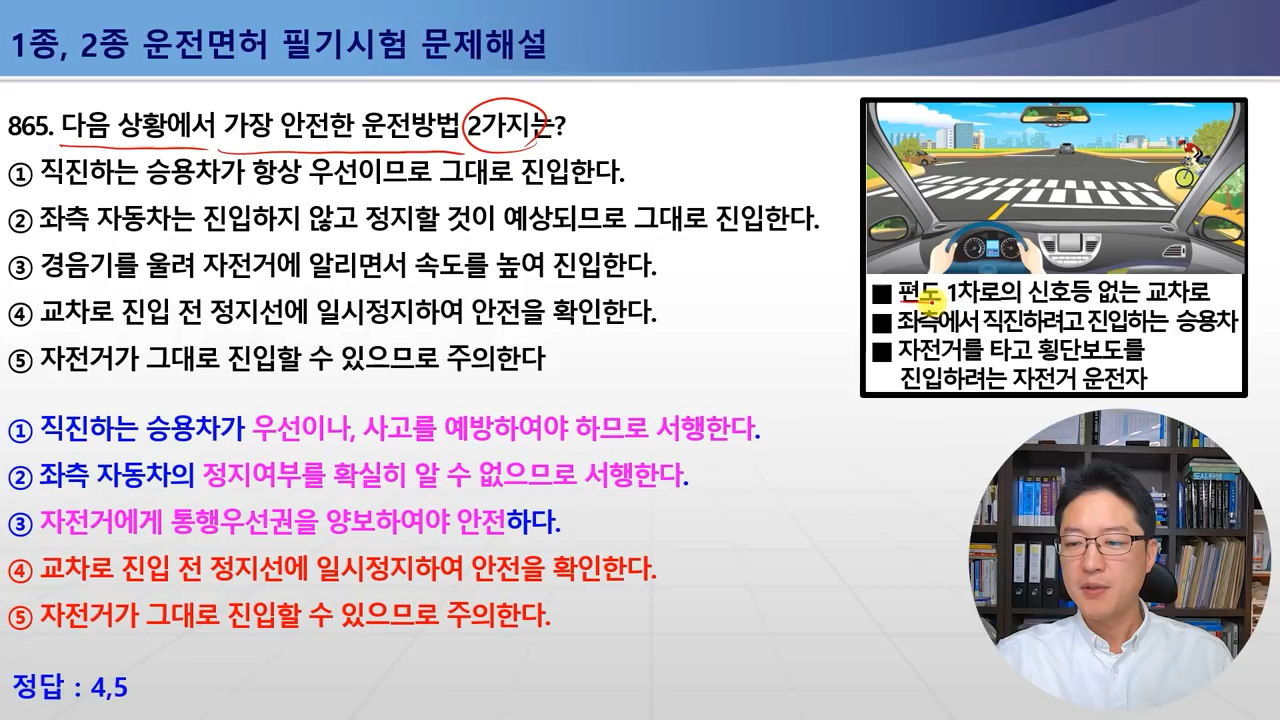 1종, 2종 운전면허 필기시험 문제해설
865. 다음 상황에서 가장 안전한 운전방법 2가지는?
① 직진하는 승용차가 항상 우선이므로 그대로 진입한다.
② 좌측 자동차는 진입하지 않고 정지할 것이 예상되므로 그대로 진입한다.
③ 경음기를 울려 자전거에 알리면서 속도를 높여 진입한다.
④ 교차로 진입 전 정지선에 일시정지하여 안전을 확인한다.
⑤ 자전거가 그대로 진입할 수 있으므로 주의한다
■ 편도 1차로의 신호등 없는 교차로
■ 좌측에서 직진하려고 진입하는 승용차
■ 자전거를 타고 횡단보도를
진입하려는 자전거 운전자
① 직진하는 승용차가 우선이나, 사고를 예방하여야 하므로 서행한다.
② 좌측 자동차의 정지여부를 확실히 알 수 없으므로 서행한다.
③ 자전거에게 통행우선권을 양보하여야 안전하다.
④ 교차로 진입 전 정지선에 일시정지하여 안전을 확인한다.
⑤ 자전거가 그대로 진입할 수 있으므로 주의한다.
정답 : 4,5